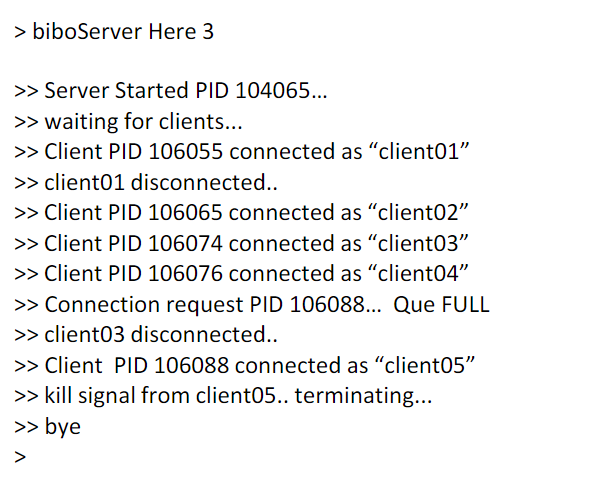 > biboServer Here 3
>> Server Started PID 104065…
>> waiting for clients...
>> Client PID 106055 connected as “client01”
>> client01 disconnected..
>> Client PID 106065 connected as “client02”
>> Client PID 106074 connected as “client03”
>> Client PID 106076 connected as “client04”
>> Connection request PID 106088… Que FULL
>> client03 disconnected..
>> Client  PID 106088 connected as “client05”
>> kill signal from client05.. terminating...
>> bye
>